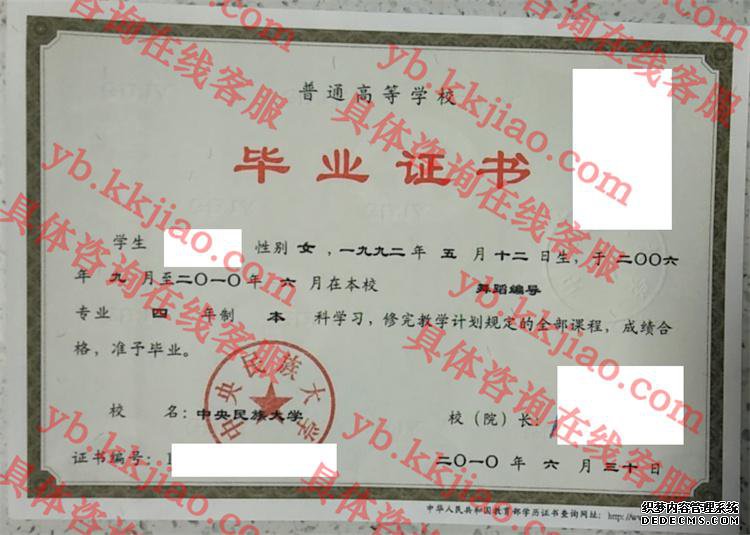 普通高等学校
毕业证书
学生 性别 女，一九九二年 五 月 十二 日生，于 二〇〇六
年 九 月至二〇一〇年 六 月在本校 舞蹈编导
专业 四 年制 本 科学习，修完教学计划规定的全部课程，成绩合
格，准予毕业。
校 名：中央民族大学
校（院）长：
证书编号：1
二〇一〇 年 六 月 三十 日
中华人民共和国教育部学历证书查询网址：http://w
中央民族大学
具体咨询在线客服
yb.kkjiao.com
织梦内容管理系统
DEDECMS.COM